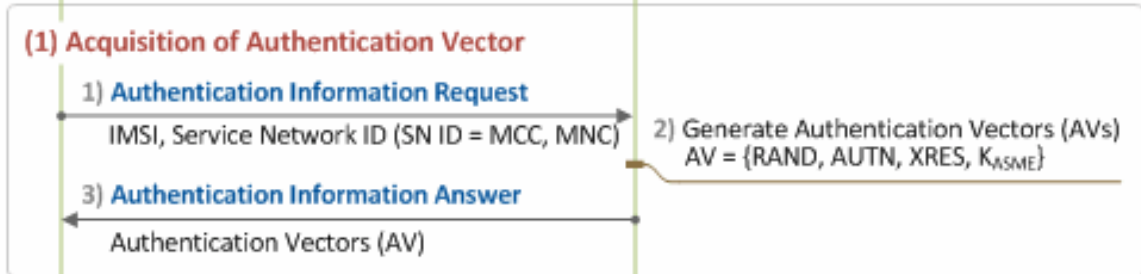 (1) Acquisition of Authentication Vector
1) Authentication Information Request
IMSI, Service Network ID (SN ID = MCC, MNC)
2) Generate Authentication Vectors (AVs)
AV = {RAND, AUTN, XRES, KASME}
3) Authentication Information Answer
Authentication Vectors (AV)